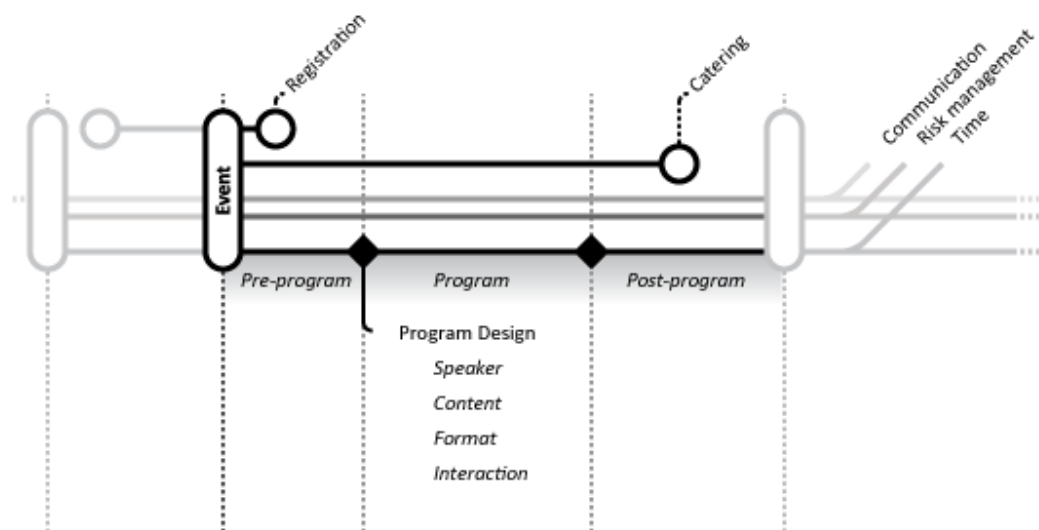 Registration
Catering
Communication
Risk management
Time
Event
Pre-program
Program
Post-program
Program Design
Speaker
Content
Format
Interaction